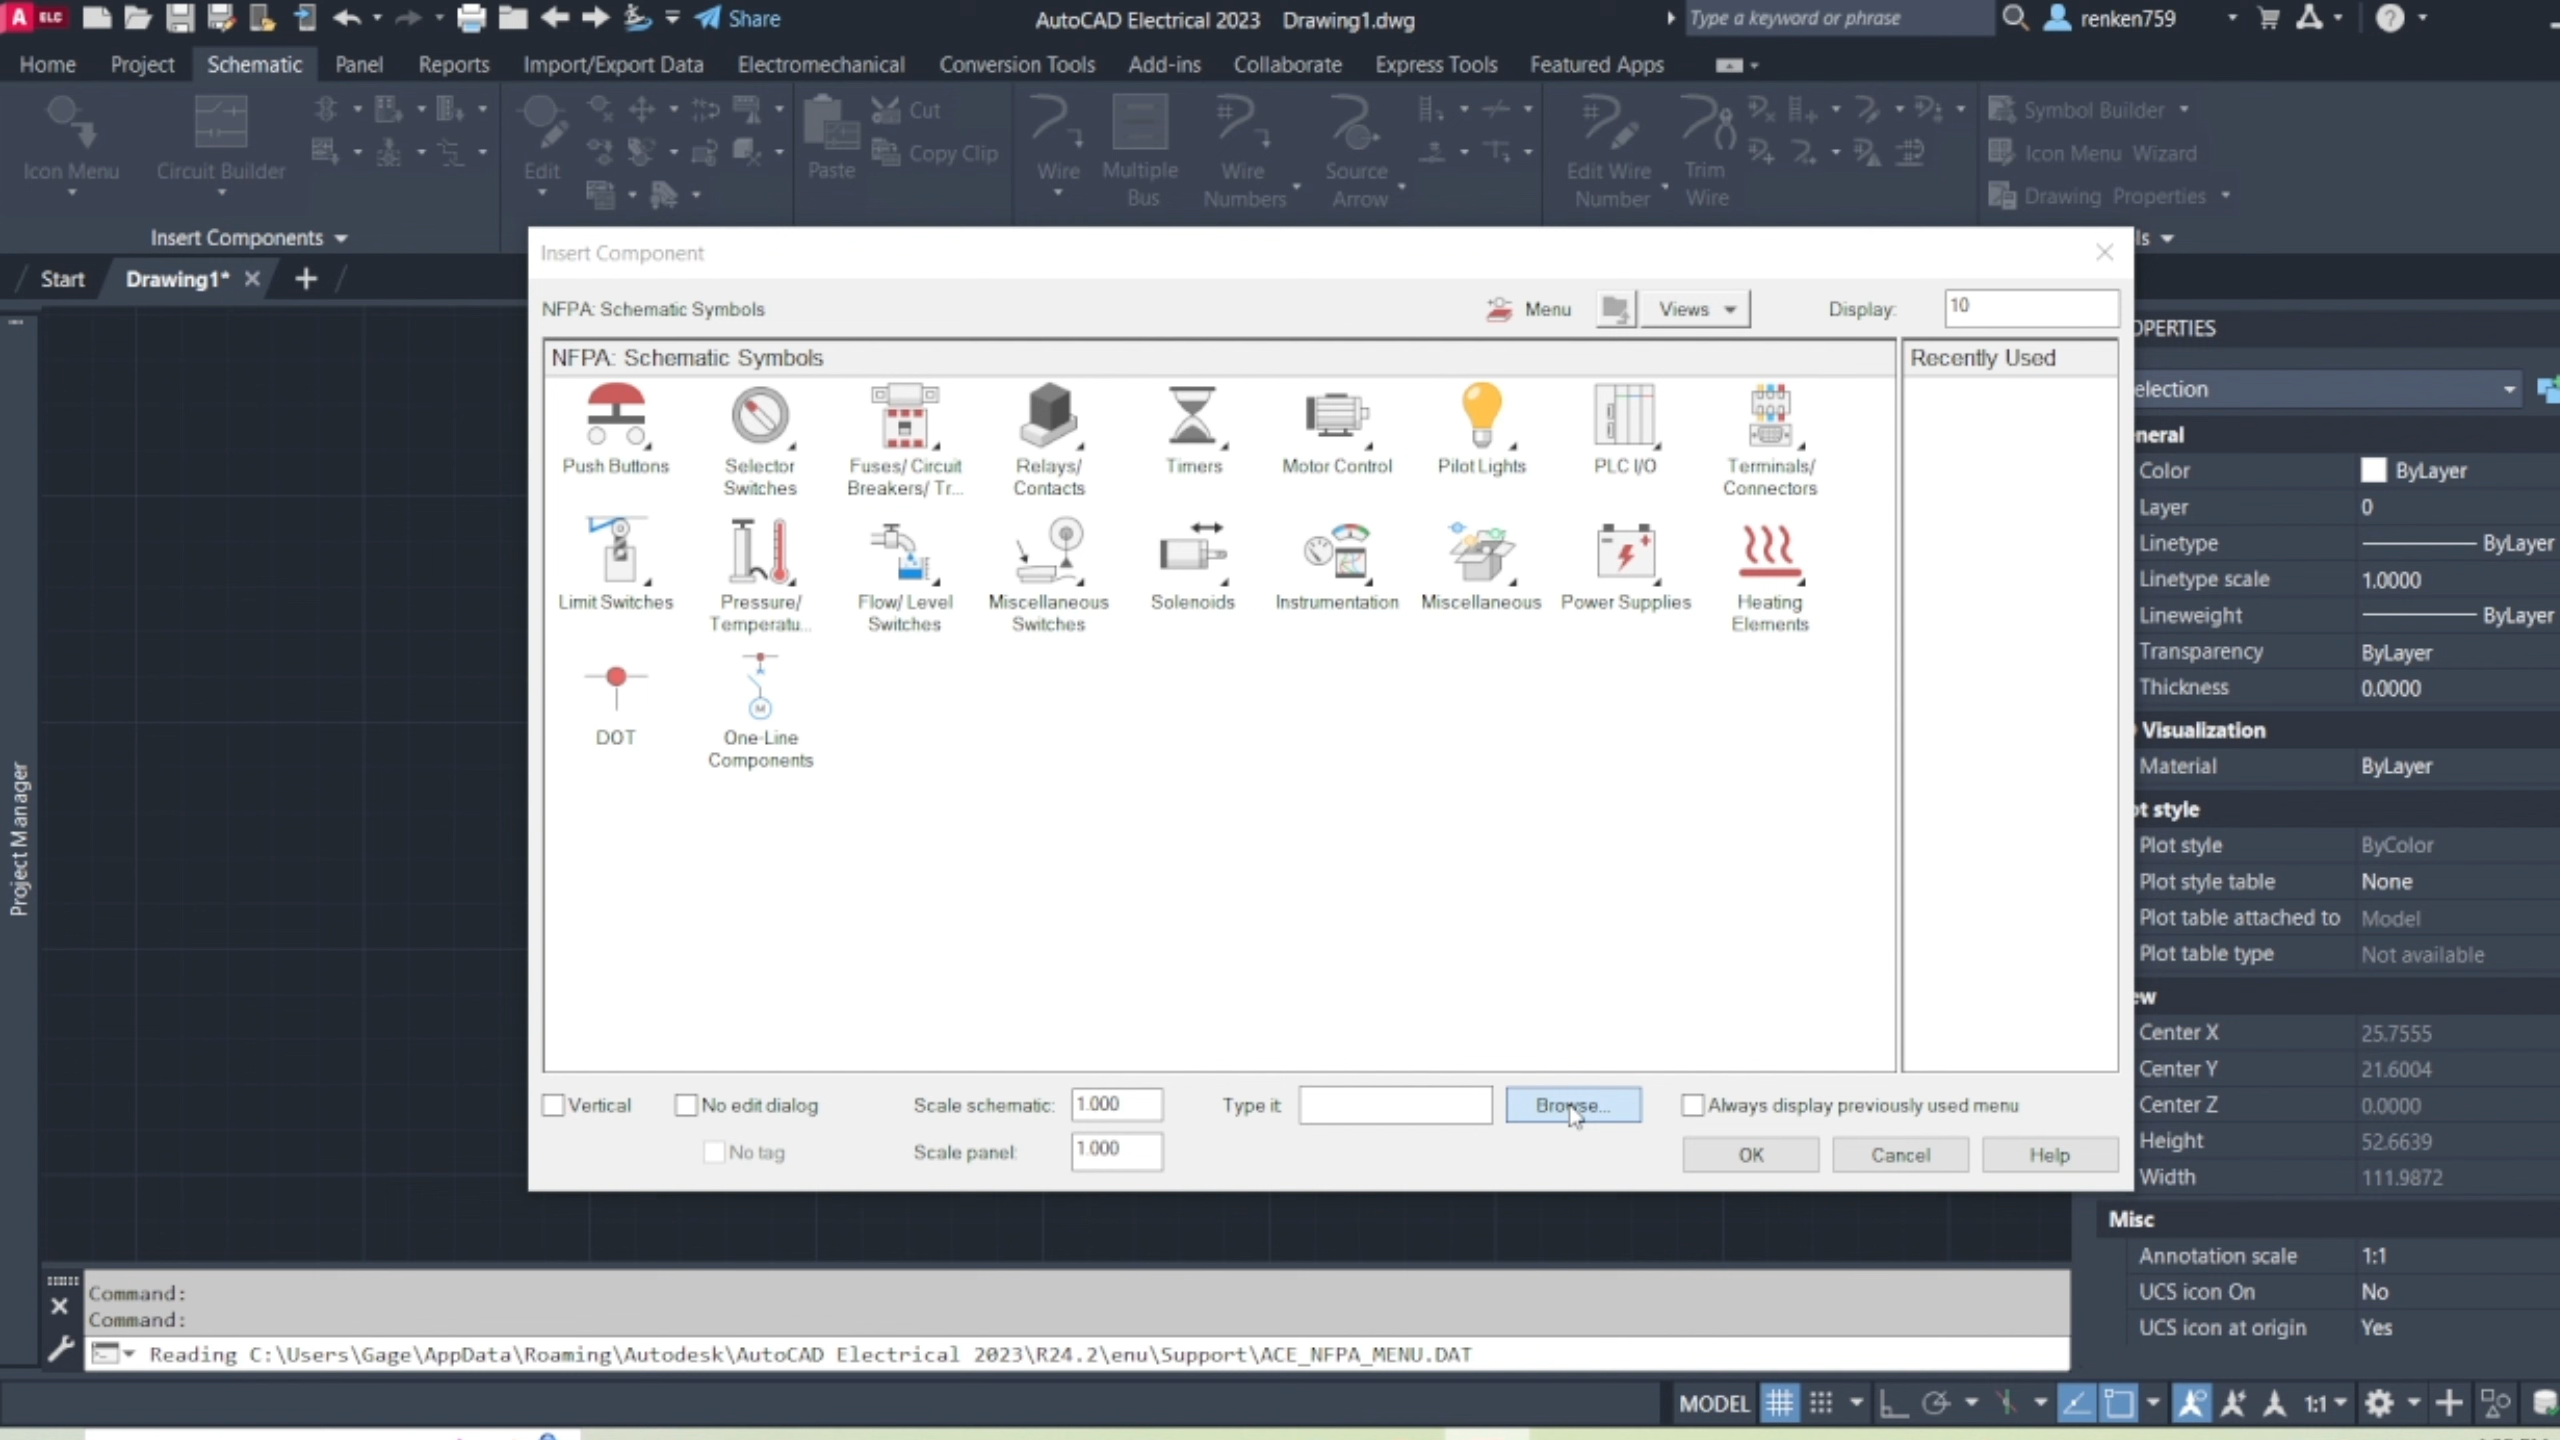 A ELC
Share
AutoCAD Electrical 2023 Drawing1.dwg
Type a keyword or phrase
renken759
Home Project Schematic Panel Reports Import/Export Data Electromechanical Conversion Tools Add-ins Collaborate Express Tools Featured Apps
Icon Menu
Circuit Builder
Insert Components
Edit
Paste
Cut
Copy Clip
Wire
Multiple
Bus
Wire
Numbers
Source
Arrow
Edit Wire
Number
Trim
Wire
Symbol Builder
Icon Menu Wizard
Drawing Properties
ls
Start
Drawing1*
Project Manager
Insert Component
NFPA: Schematic Symbols
Menu
Views
Display:
10
NFPA: Schematic Symbols
Recently Used
Push Buttons
Selector
Switches
Fuses/ Circuit
Breakers/ Tr...
Relays/
Contacts
Timers
Motor Control
Pilot Lights
PLC I/O
Terminals/
Connectors
Limit Switches
Pressure/
Temperatu...
Flow/ Level
Switches
Miscellaneous
Switches
Solenoids
Instrumentation
Miscellaneous
Power Supplies
Heating
Elements
DOT
One-Line
Components
M
Vertical
No edit dialog
No tag
Scale schematic:
1.000
Scale panel:
1.000
Type it:
Browse...
Always display previously used menu
OK
Cancel
Help
OPERTIES
election
neral
Color ByLayer
Layer 0
Linetype ByLayer
Linetype scale 1.0000
Lineweight ByLayer
Transparency ByLayer
Thickness 0.0000
Visualization
Material ByLayer
ot style
Plot style ByColor
Plot style table None
Plot table attached to Model
Plot table type Not available
ew
Center X 25.7555
Center Y 21.6004
Center Z 0.0000
Height 52.6639
Width 111.9872
Misc
Annotation scale 1:1
UCS icon On No
UCS icon at origin Yes
Command:
Command:
Reading C:\Users\Gage\AppData\Roaming\Autodesk\AutoCAD Electrical 2023\R24.2\enu\Support\ACE_NFPA_MENU.DAT
MODEL
1:1